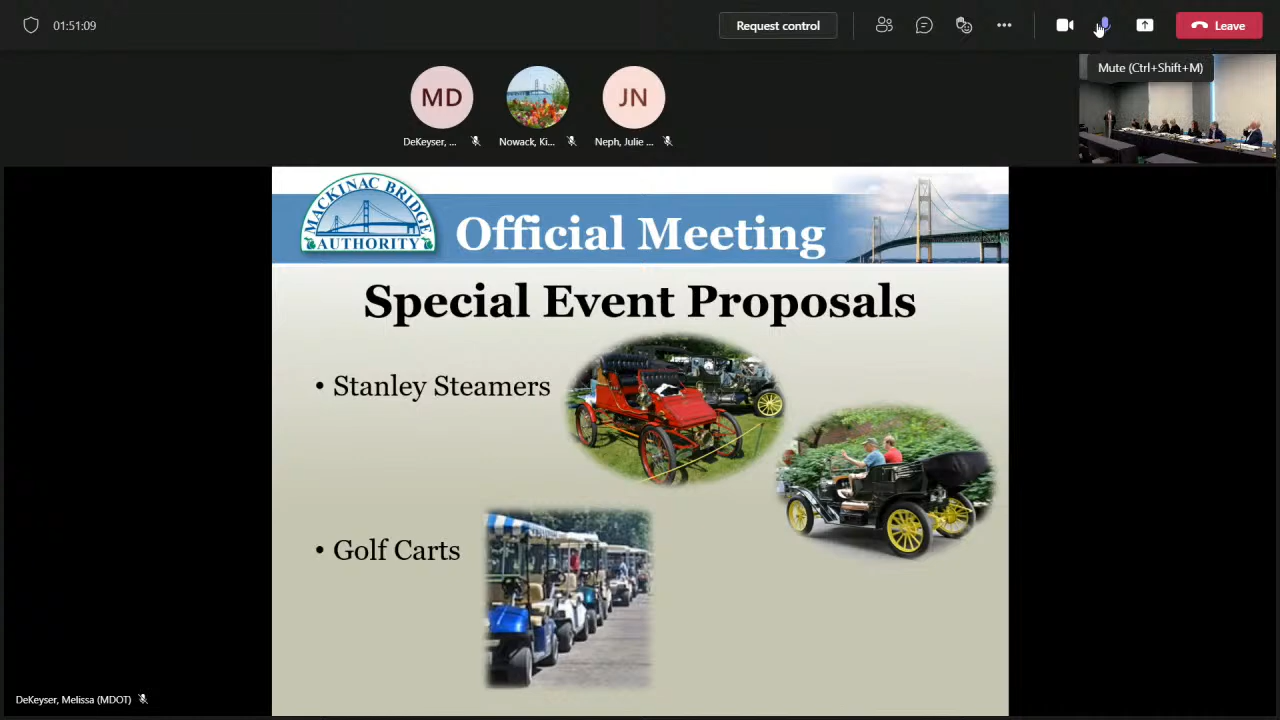 01:51:09
Request control
Leave
Mute (Ctrl+Shift+M)
MD
JN
DeKeyser, ...
Nowack, Ki...
Neph, Julie ...
MACKINAC BRIDGE
AUTHORITY
Official Meeting
Special Event Proposals
• Stanley Steamers
• Golf Carts
DeKeyser, Melissa (MDOT)